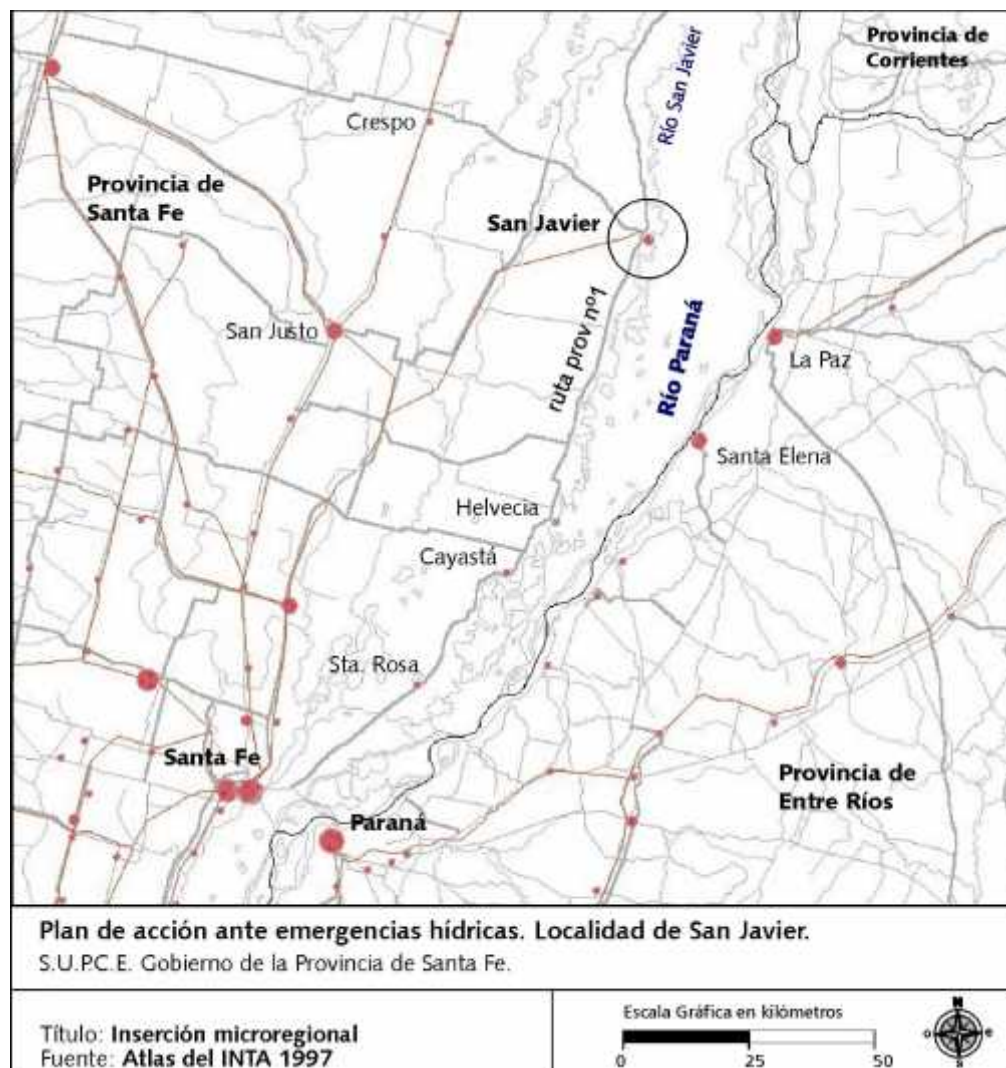 Provincia de
Corrientes
Río San Javier
Crespo
Provincia de
Santa Fe
San Javier
San Justo
ruta prov nº1
Río Paraná
La Paz
Santa Elena
Helvecia
Cayastá
Sta. Rosa
Santa Fe
Provincia de
Entre Ríos
Paraná
Plan de acción ante emergencias hídricas. Localidad de San Javier.
S.U.P.C.E. Gobierno de la Provincia de Santa Fe.
Título: Inserción microregional
Fuente: Atlas del INTA 1997
Escala Gráfica en kilómetros
0 25 50
N
O e
S